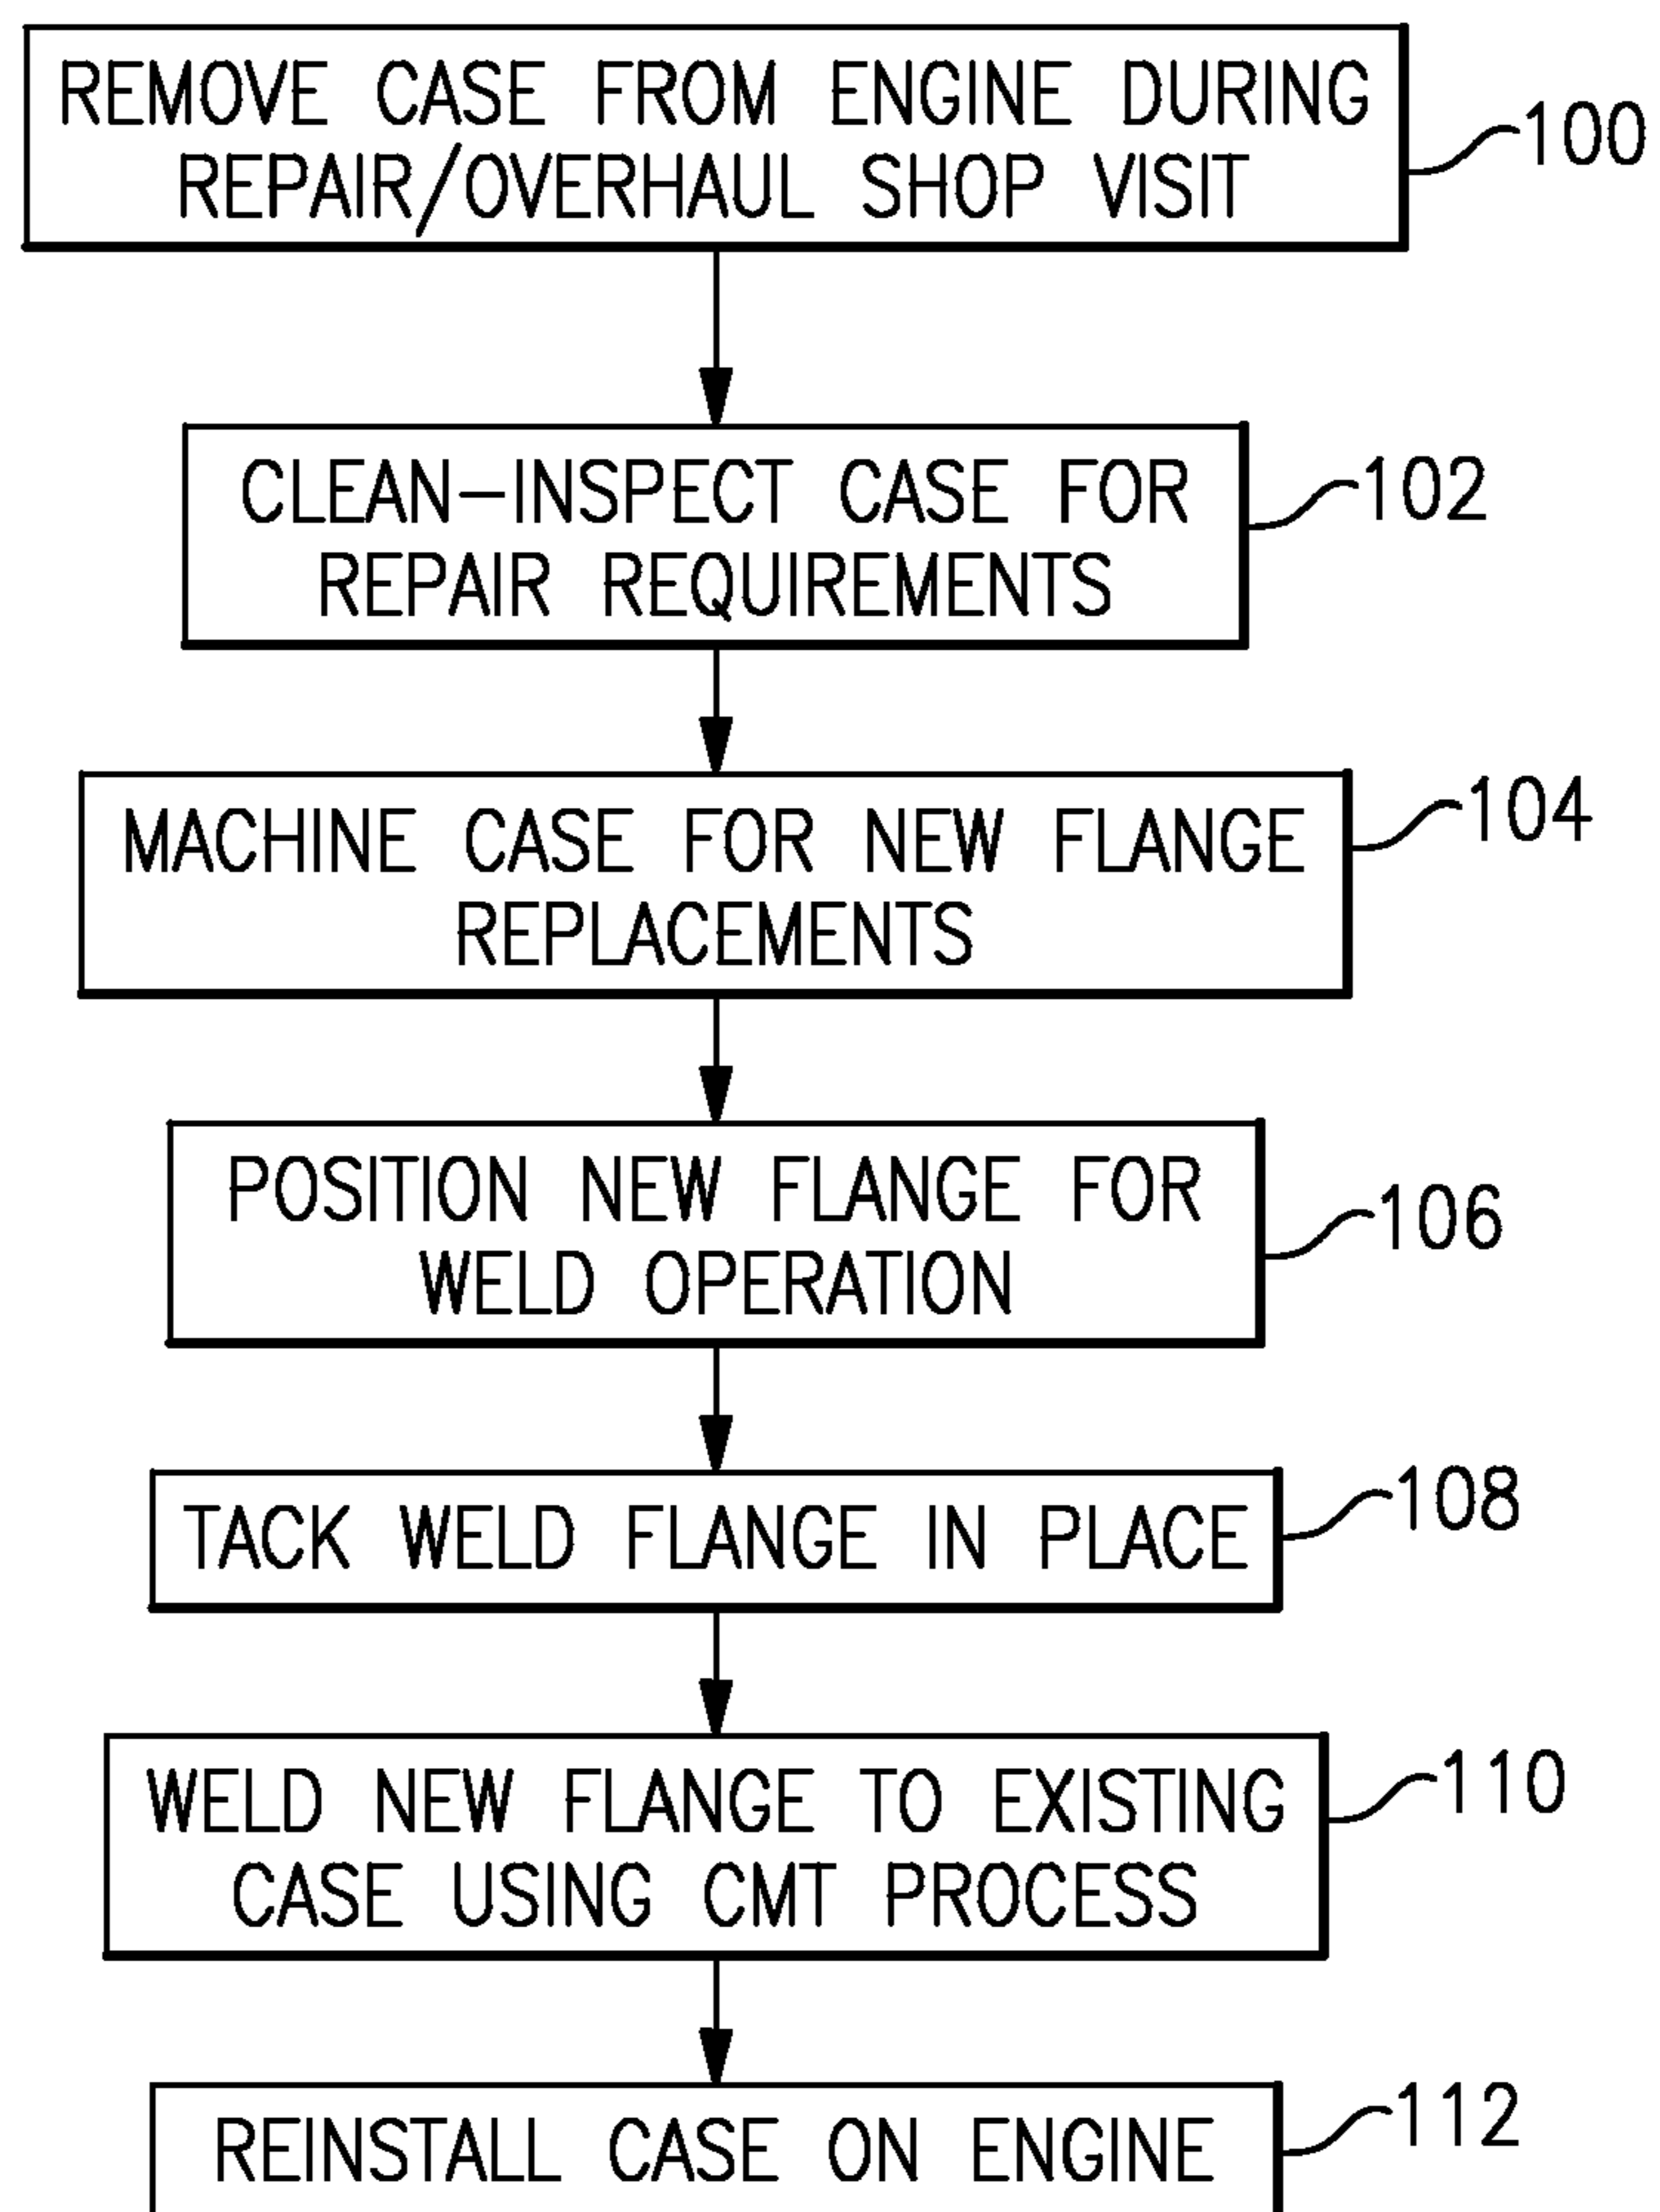 REMOVE CASE FROM ENGINE DURING
REPAIR/OVERHAUL SHOP VISIT
100
CLEAN-INSPECT CASE FOR
REPAIR REQUIREMENTS
102
MACHINE CASE FOR NEW FLANGE
REPLACEMENTS
104
POSITION NEW FLANGE FOR
WELD OPERATION
106
TACK WELD FLANGE IN PLACE
108
WELD NEW FLANGE TO EXISTING
CASE USING CMT PROCESS
110
REINSTALL CASE ON ENGINE
112